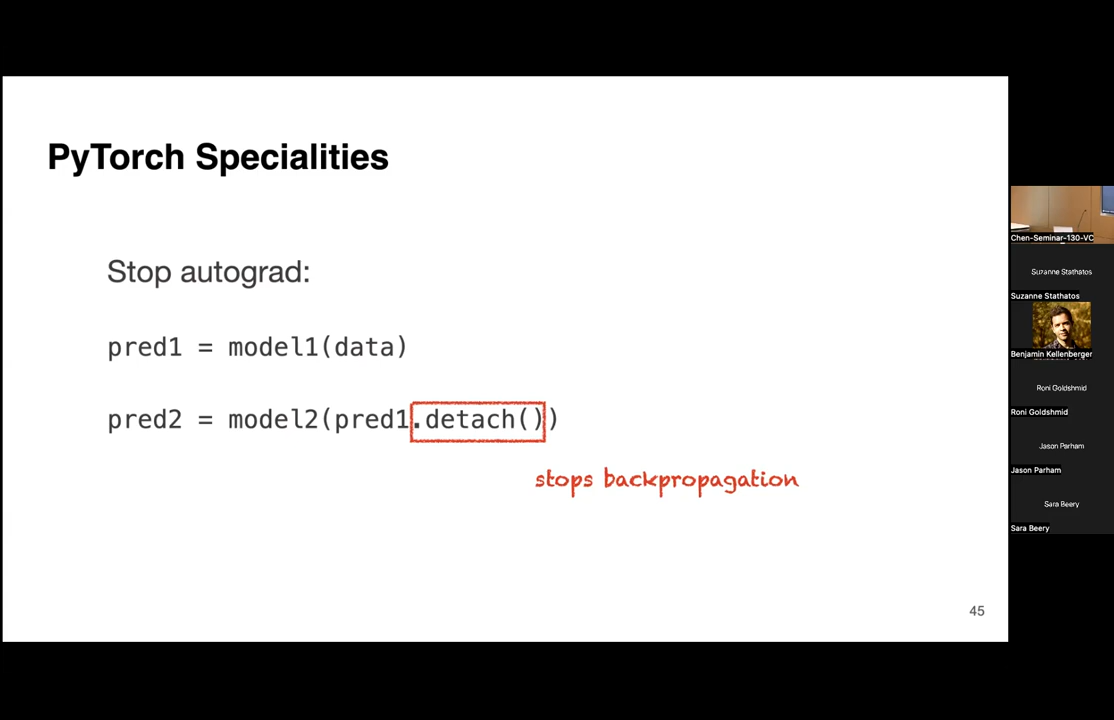 PyTorch Specialities
Stop autograd:
pred1 = model1(data)
pred2 = model2(pred1.detach())
stops backpropagation
45
Chen-Seminar-130-VC
Suzanne Stathatos
Suzanne Stathatos
Benjamin Kellenberger
Roni Goldshmid
Roni Goldshmid
Jason Parham
Jason Parham
Sara Beery
Sara Beery